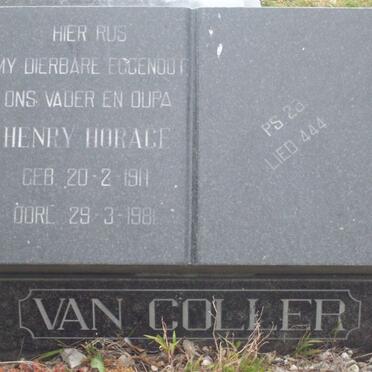 HIER RUS
MY DIERBARE EGGENOOT
ONS VADER EN OUPA
HENRY HORACE
GEB. 20-2-1911
OORL. 29-3-1981
PS 23
LIED 444
VAN COLLER